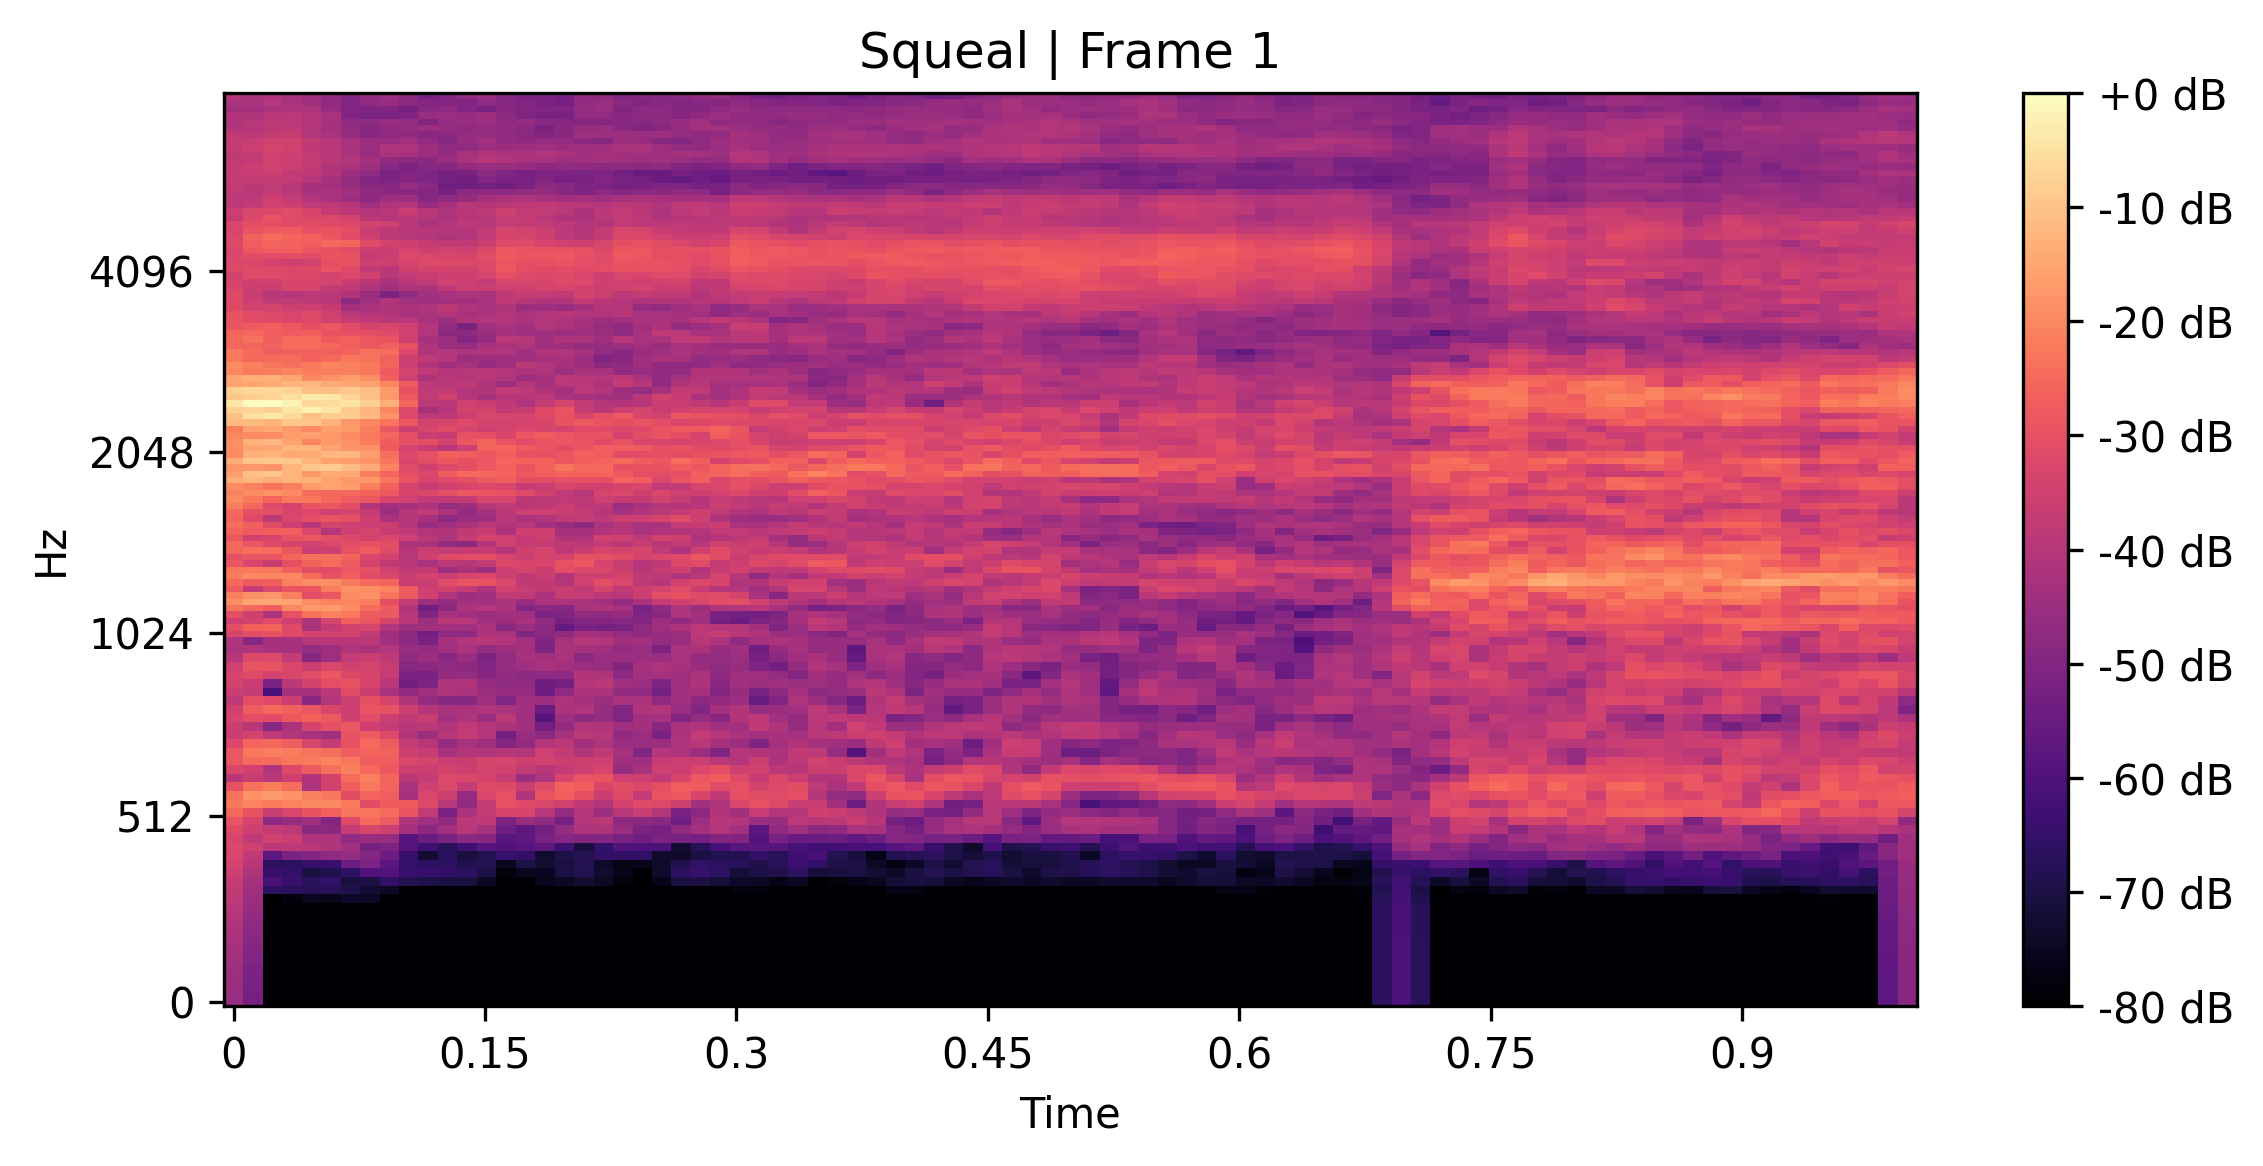 Squeal | Frame 1
+0 dB
-10 dB
-20 dB
-30 dB
-40 dB
-50 dB
-60 dB
-70 dB
-80 dB
Hz
4096
2048
1024
512
0
0 0.15 0.3 0.45 0.6 0.75 0.9
Time